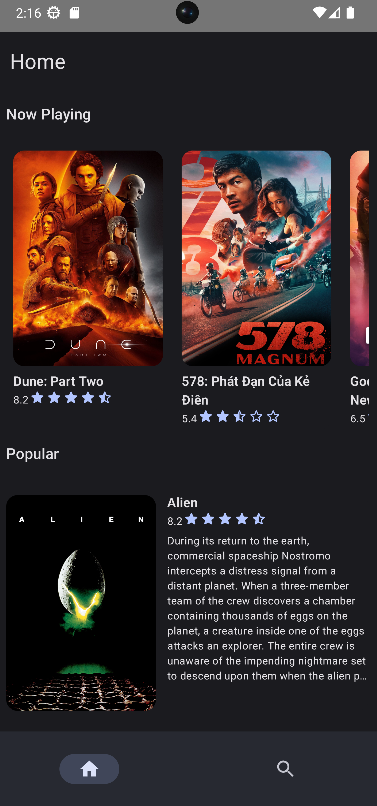 2:16
Home
Now Playing
DUNE
578
MAGNUM
Dune: Part Two
8.2
578: Phát Đạn Của Kẻ
Điên
5.4
God
New
6.5
Popular
ALIEN
Alien
8.2
During its return to the earth,
commercial spaceship Nostromo
intercepts a distress signal from a
distant planet. When a three-member
team of the crew discovers a chamber
containing thousands of eggs on the
planet, a creature inside one of the eggs
attacks an explorer. The entire crew is
unaware of the impending nightmare set
to descend upon them when the alien p...